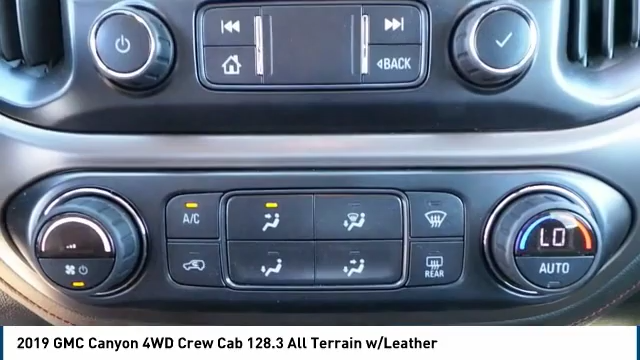 BACK
A/C
LO
AUTO
REAR
2019 GMC Canyon 4WD Crew Cab 128.3 All Terrain w/Leather